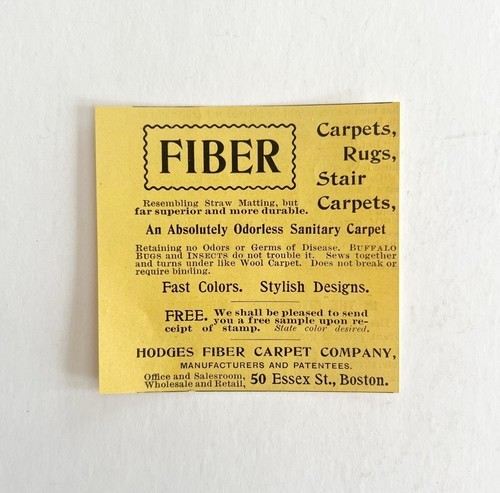 FIBER
Carpets,
Rugs,
Stair
Carpets,
Resembling Straw Matting, but
far superior and more durable.
An Absolutely Odorless Sanitary Carpet
Retaining no Odors or Germs of Disease. BUFFALO
BUGS and INSECTS do not trouble it. Sews together
and turns under like Wool Carpet. Does not break or
require binding.
Fast Colors. Stylish Designs.
FREE. We shall be pleased to send
you a free sample upon re-
ceipt of stamp. State color desired.
HODGES FIBER CARPET COMPANY,
MANUFACTURERS AND PATENTEES.
Office and Salesroom,
Wholesale and Retail, 50 Essex St., Boston.